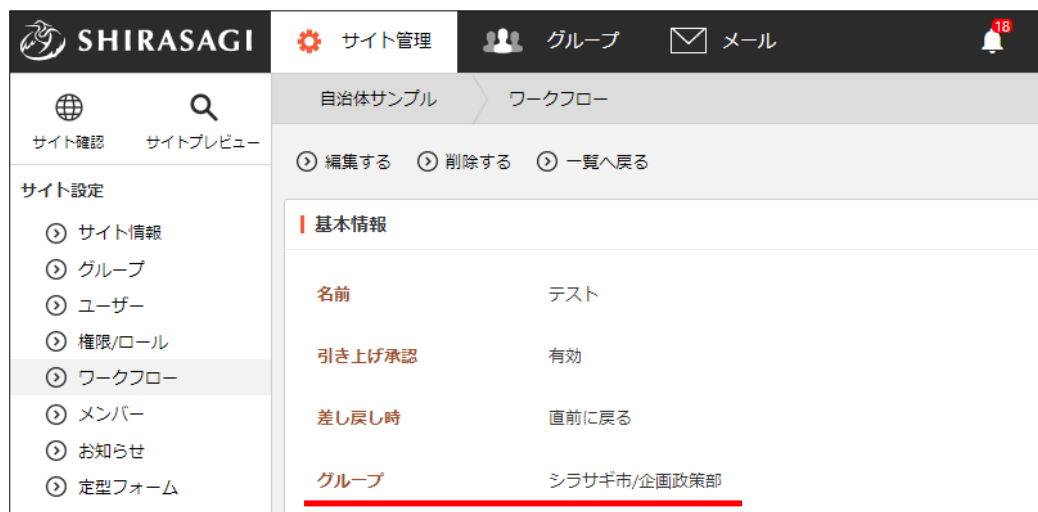 SHIRASAGI
サイト管理 グループ メール 18
サイト確認 サイトプレビュー
サイト設定
サイト情報
グループ
ユーザー
権限/ロール
ワークフロー
メンバー
お知らせ
定型フォーム
自治体サンプル ワークフロー
編集する 削除する 一覧へ戻る
基本情報
名前 テスト
引き上げ承認 有効
差し戻し時 直前に戻る
グループ シラサギ市/企画政策部